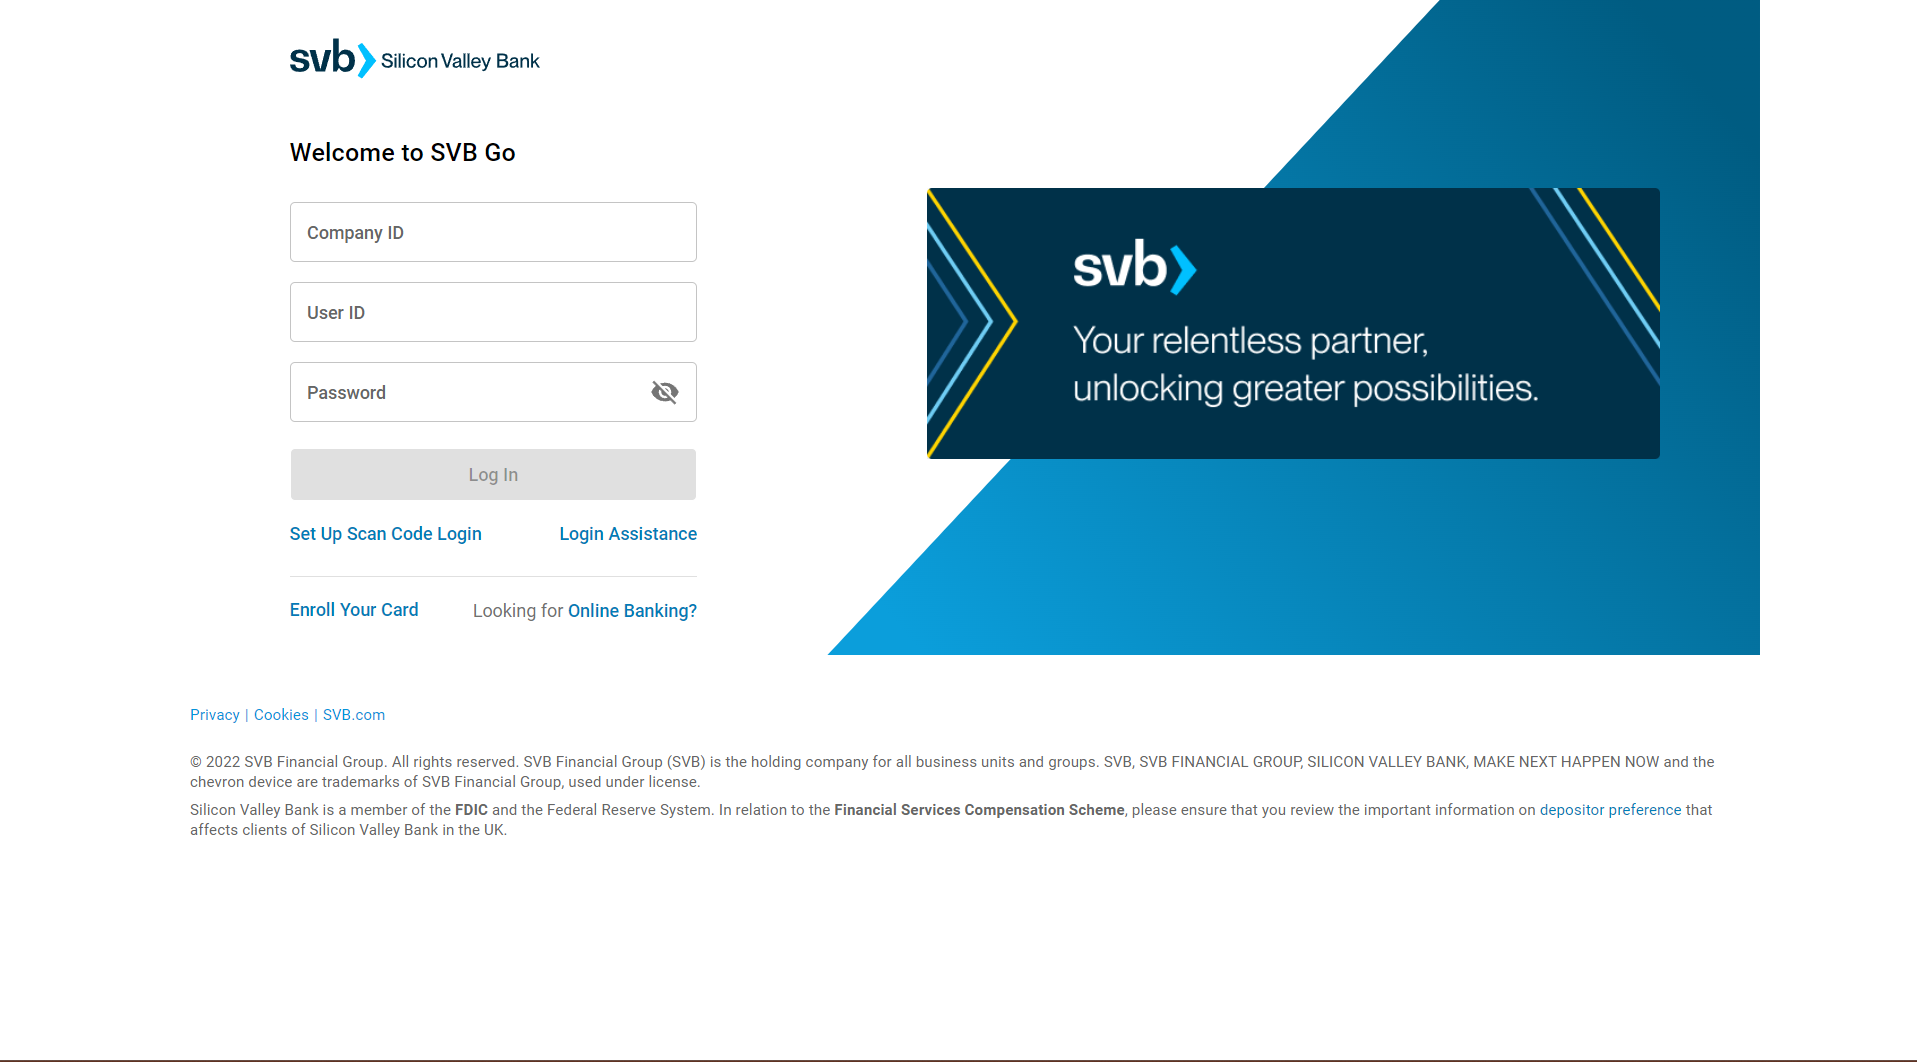 svb Silicon Valley Bank
Welcome to SVB Go
Company ID
User ID
Password
Log In
Set Up Scan Code Login
Login Assistance
Enroll Your Card
Looking for Online Banking?
svb
Your relentless partner,
unlocking greater possibilities.
Privacy | Cookies | SVB.com
© 2022 SVB Financial Group. All rights reserved. SVB Financial Group (SVB) is the holding company for all business units and groups. SVB, SVB FINANCIAL GROUP, SILICON VALLEY BANK, MAKE NEXT HAPPEN NOW and the
chevron device are trademarks of SVB Financial Group, used under license.
Silicon Valley Bank is a member of the FDIC and the Federal Reserve System. In relation to the Financial Services Compensation Scheme, please ensure that you review the important information on depositor preference that
affects clients of Silicon Valley Bank in the UK.